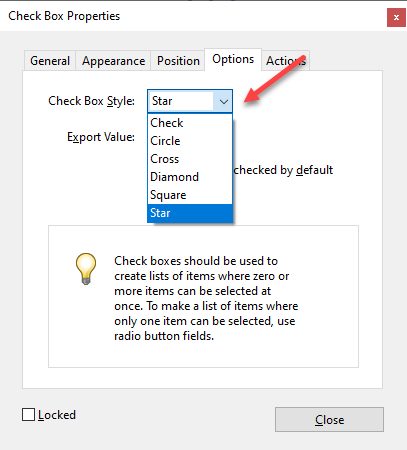 Check Box Properties
x
General Appearance Position Options Actions
Check Box Style: Star
Check
Export Value:
Circle
Cross
Diamond
checked by default
Square
Star
Check boxes should be used to
create lists of items where zero or
more items can be selected at
once. To make a list of items where
only one item can be selected, use
radio button fields.
Locked
Close